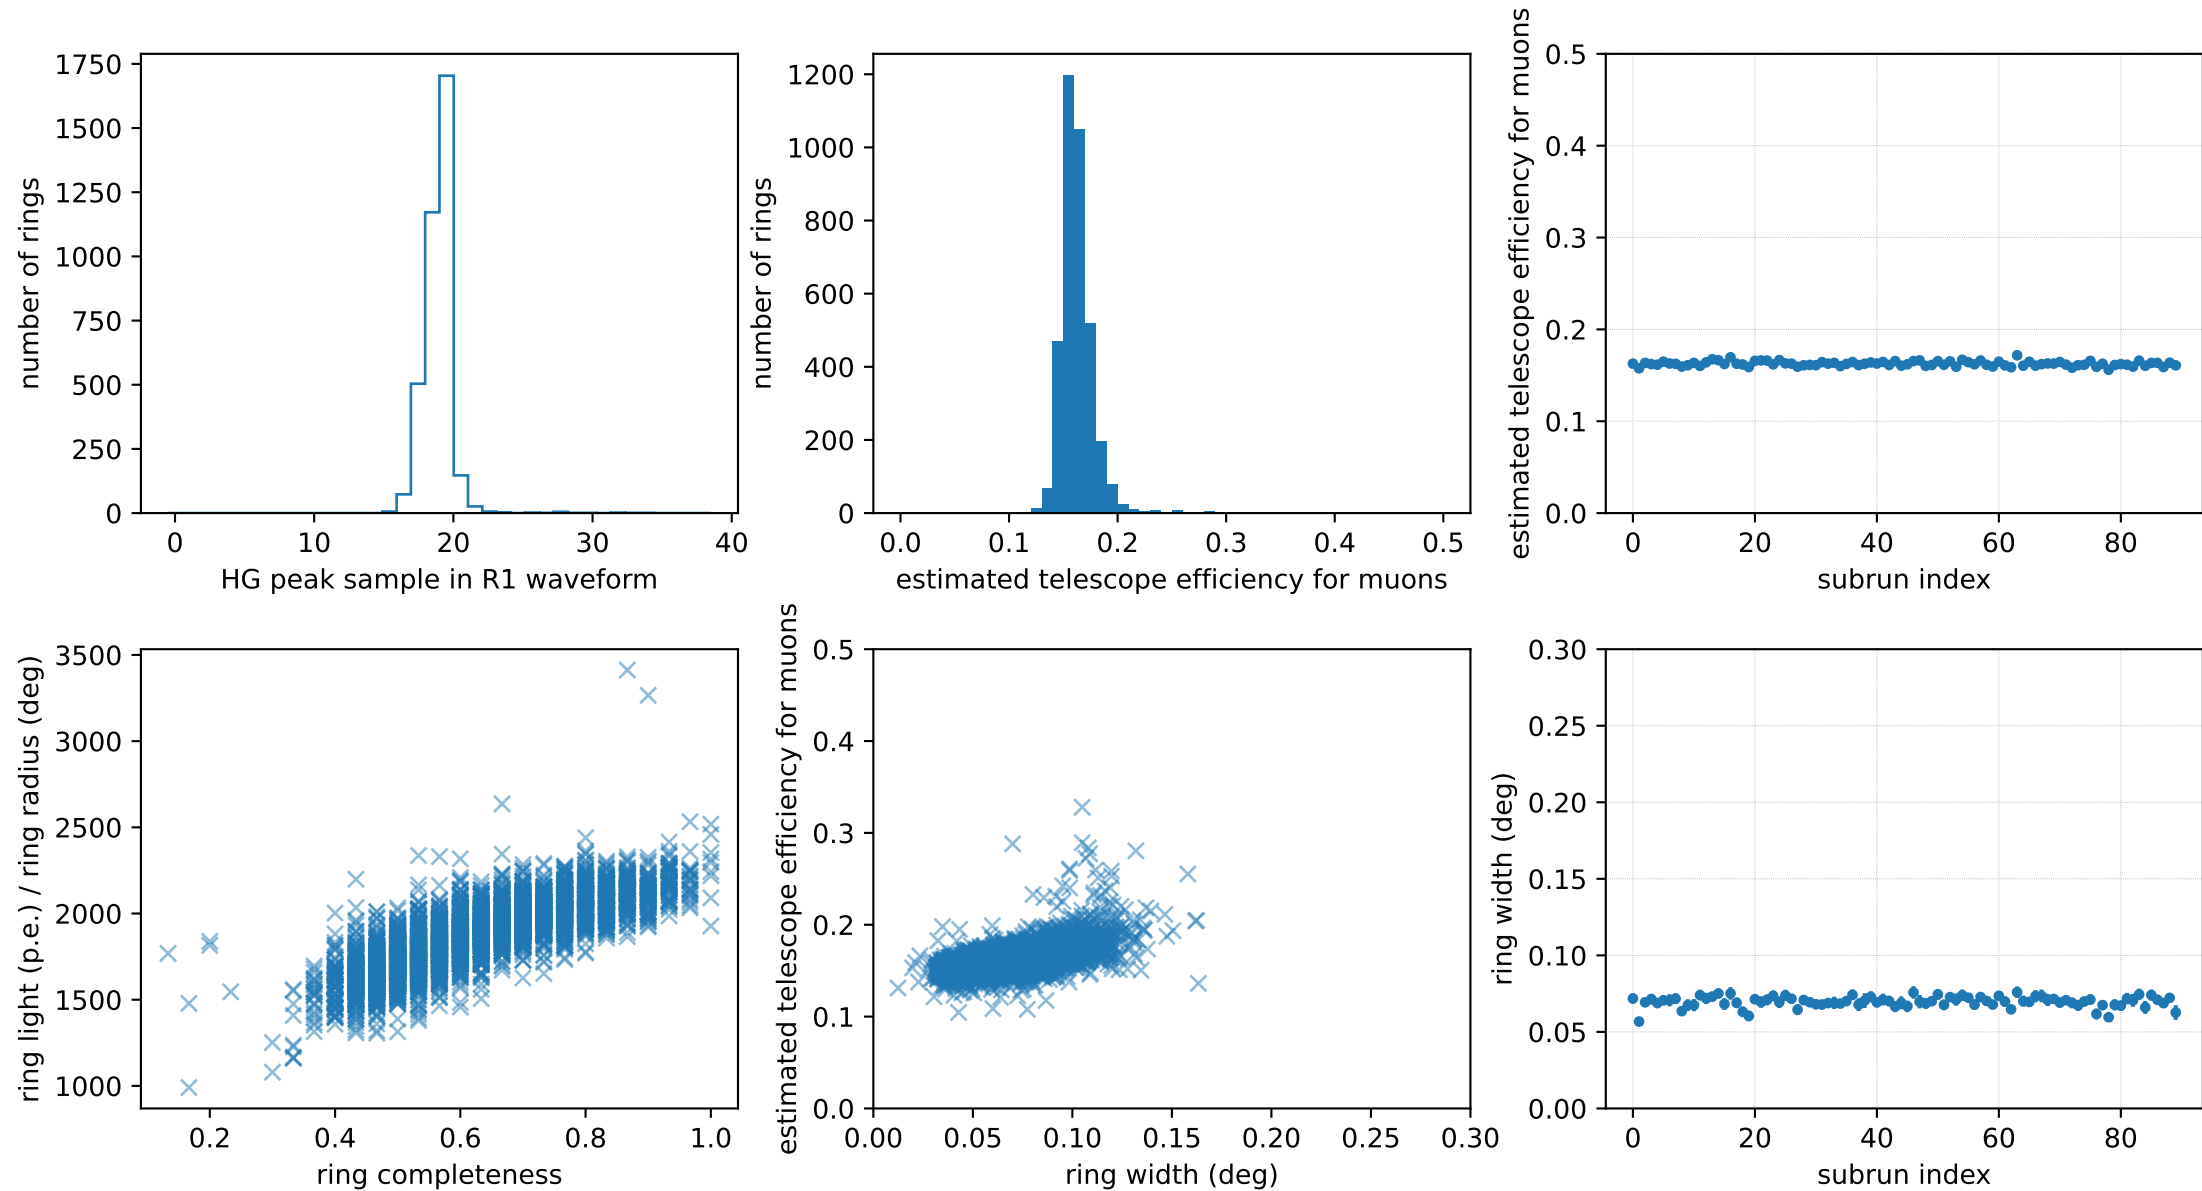 1750
1500
1250
1000
750
500
250
0
number of rings
0 10 20 30 40
HG peak sample in R1 waveform
1200
1000
800
600
400
200
0
number of rings
0.0 0.1 0.2 0.3 0.4 0.5
estimated telescope efficiency for muons
0.5
0.4
0.3
0.2
0.1
0.0
estimated telescope efficiency for muons
0 20 40 60 80
subrun index
3500
3000
2500
2000
1500
1000
ring light (p.e.) / ring radius (deg)
0.2 0.4 0.6 0.8 1.0
ring completeness
0.5
0.4
0.3
0.2
0.1
0.0
estimated telescope efficiency for muons
0.00 0.05 0.10 0.15 0.20 0.25 0.30
ring width (deg)
0.30
0.25
0.20
0.15
0.10
0.05
0.00
ring width (deg)
0 20 40 60 80
subrun index